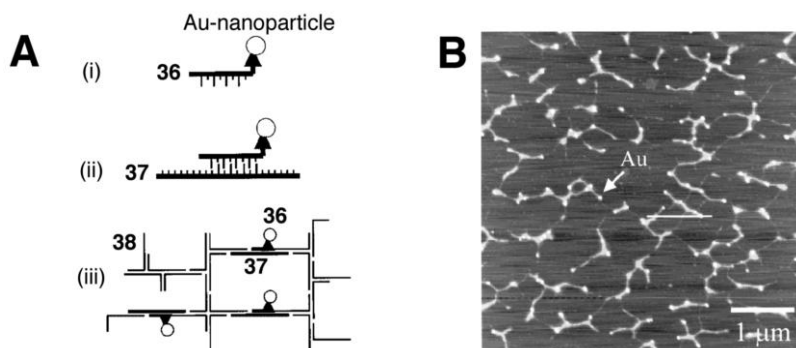 A
Au-nanoparticle
(i)
36
(ii)
37
(iii)
38
36
37
B
Au
1 μm